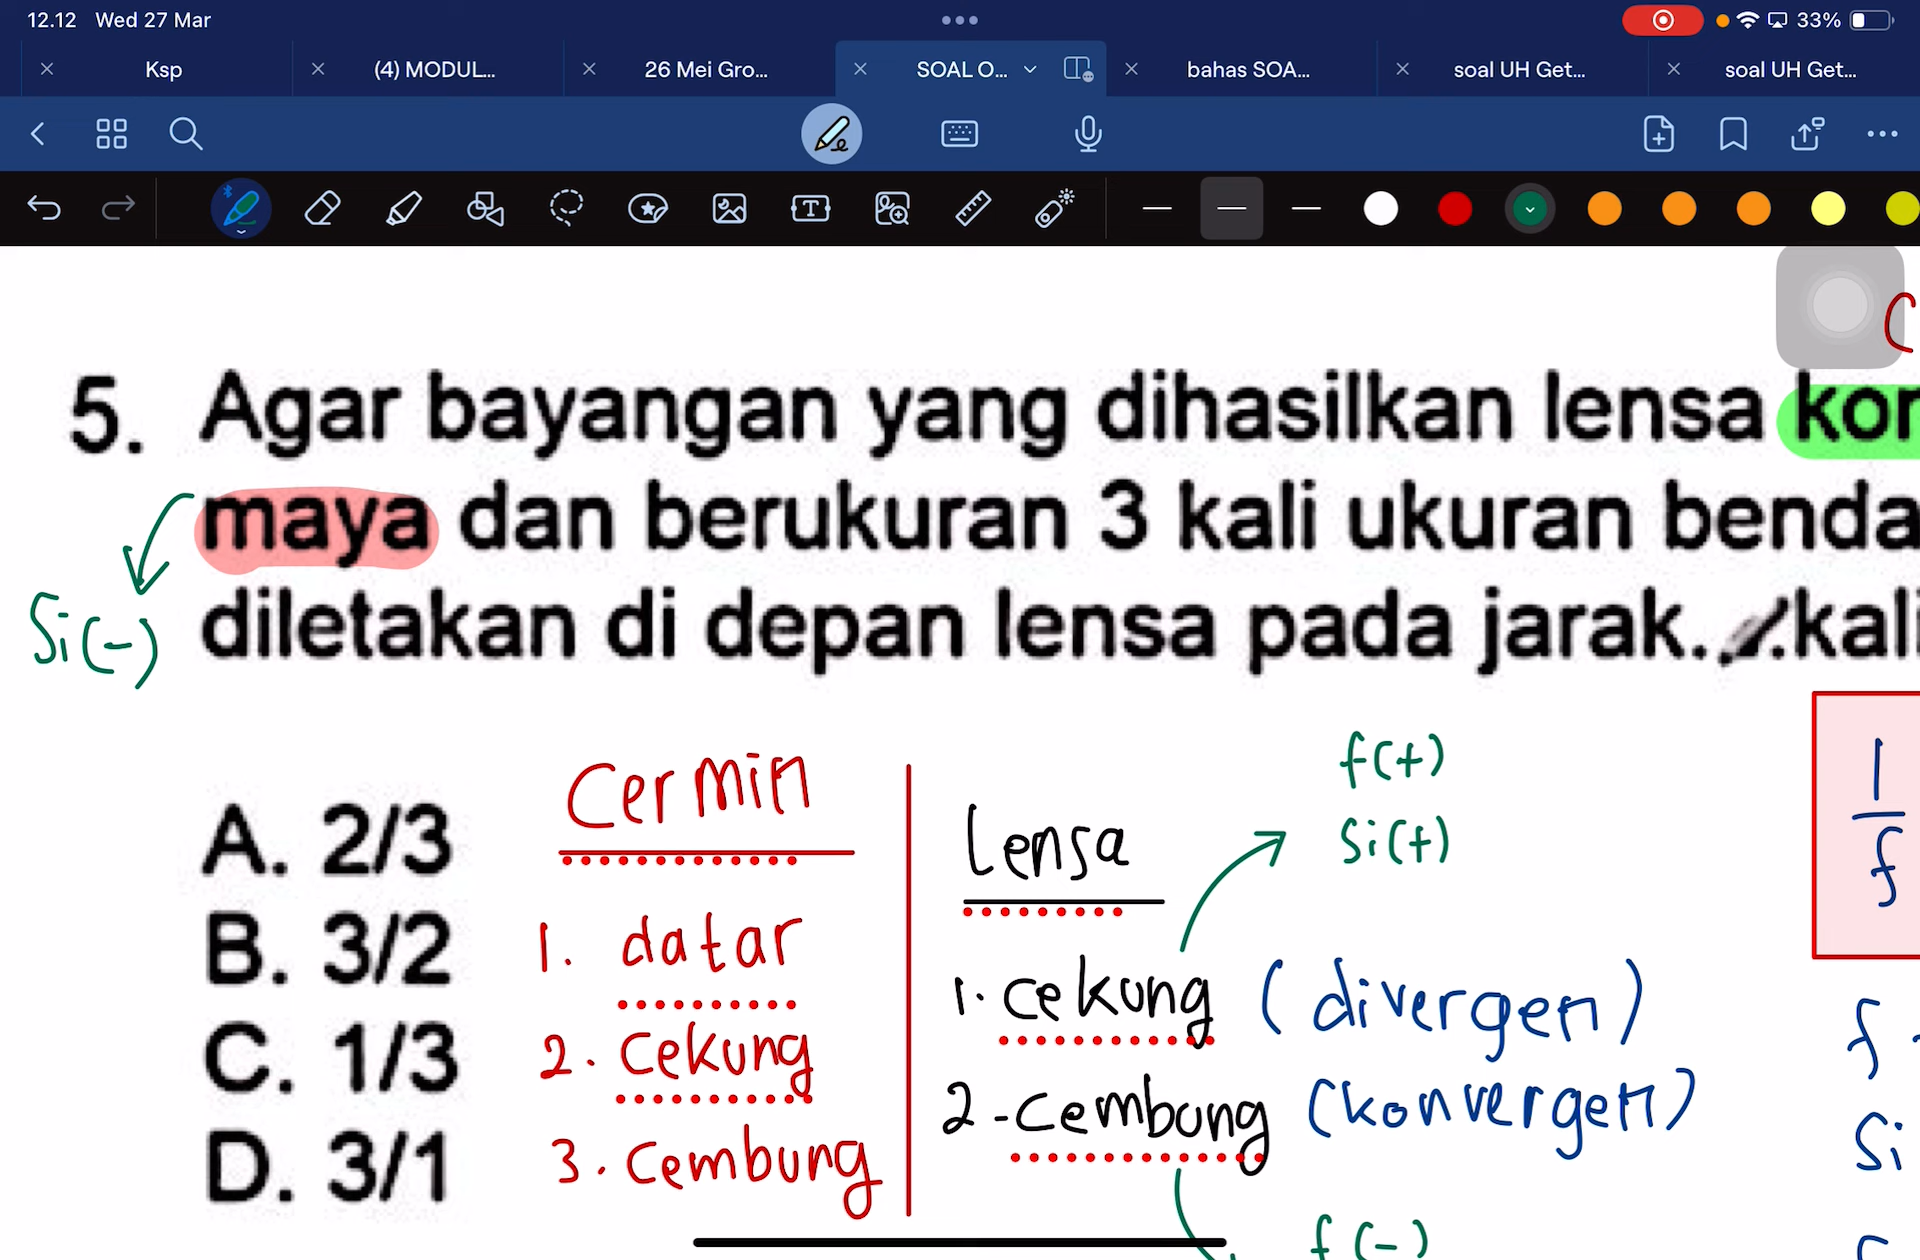 12.12 Wed 27 Mar
33%
Ksp
(4) MODUL...
26 Mei Gro...
SOAL O...
bahas SOA...
soal UH Get...
soal UH Get...
5. Agar bayangan yang dihasilkan lensa kor
maya dan berukuran 3 kali ukuran benda
diletakan di depan lensa pada jarak...kali
Si(-)
A. 2/3
B. 3/2
C. 1/3
D. 3/1
Cermin
1. datar
2. Cekung
3. Cembung
Lensa
f(+)
Si(+)
1. Cekung (divergen)
2-Cembung (konvergen)
f(-)
1
f
f
Si